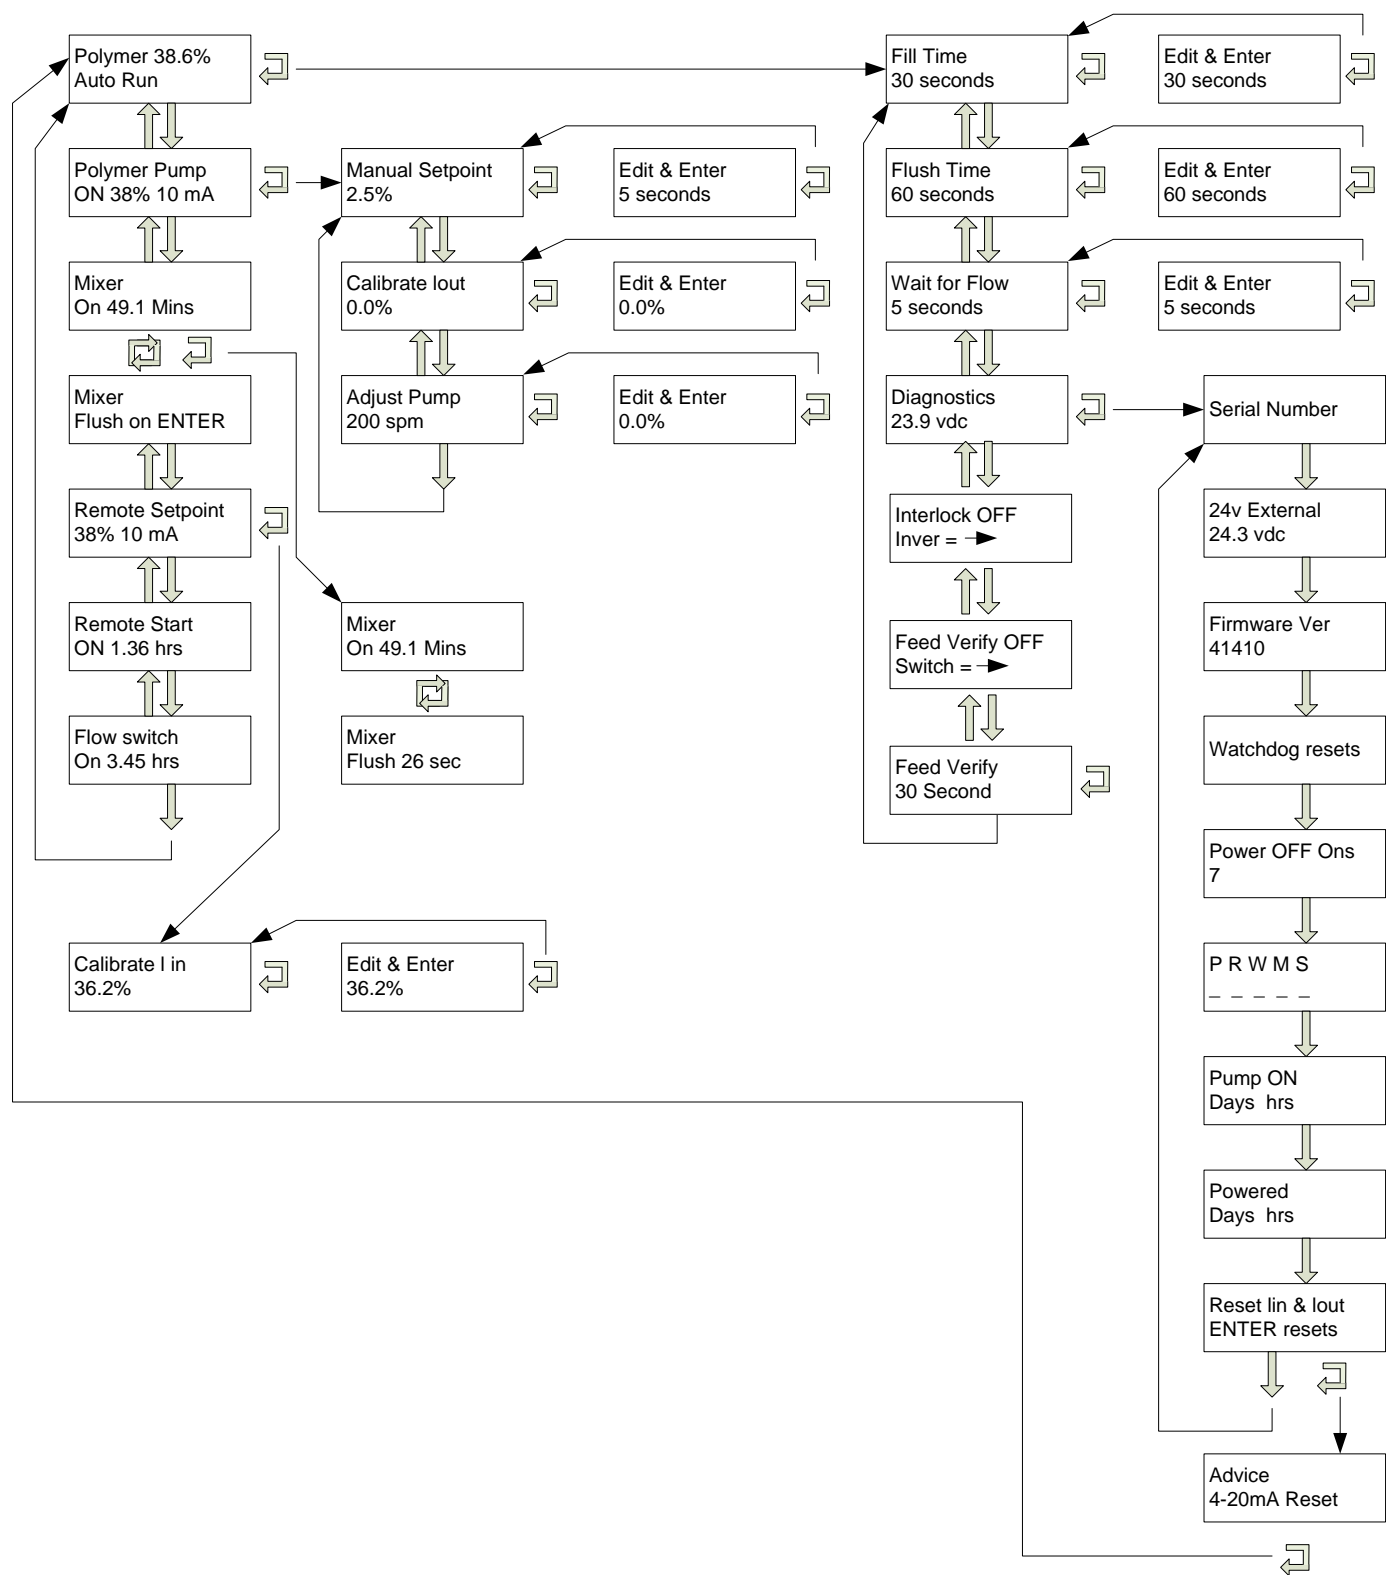 Polymer 38.6%
Auto Run
Polymer Pump
ON 38% 10 mA
Mixer
On 49.1 Mins
Mixer
Flush on ENTER
Remote Setpoint
38% 10 mA
Remote Start
ON 1.36 hrs
Flow switch
On 3.45 hrs
Calibrate I in
36.2%
Edit & Enter
36.2%
Manual Setpoint
2.5%
Edit & Enter
5 seconds
Calibrate Iout
0.0%
Edit & Enter
0.0%
Adjust Pump
200 spm
Edit & Enter
0.0%
Mixer
On 49.1 Mins
Mixer
Flush 26 sec
Fill Time
30 seconds
Edit & Enter
30 seconds
Flush Time
60 seconds
Edit & Enter
60 seconds
Wait for Flow
5 seconds
Edit & Enter
5 seconds
Diagnostics
23.9 vdc
Interlock OFF
Inver =
Feed Verify OFF
Switch =
Feed Verify
30 Second
Serial Number
24v External
24.3 vdc
Firmware Ver
41410
Watchdog resets
Power OFF Ons
7
P R W M S
_ _ _ _ _
Pump ON
Days hrs
Powered
Days hrs
Reset Iin & Iout
ENTER resets
Advice
4-20mA Reset